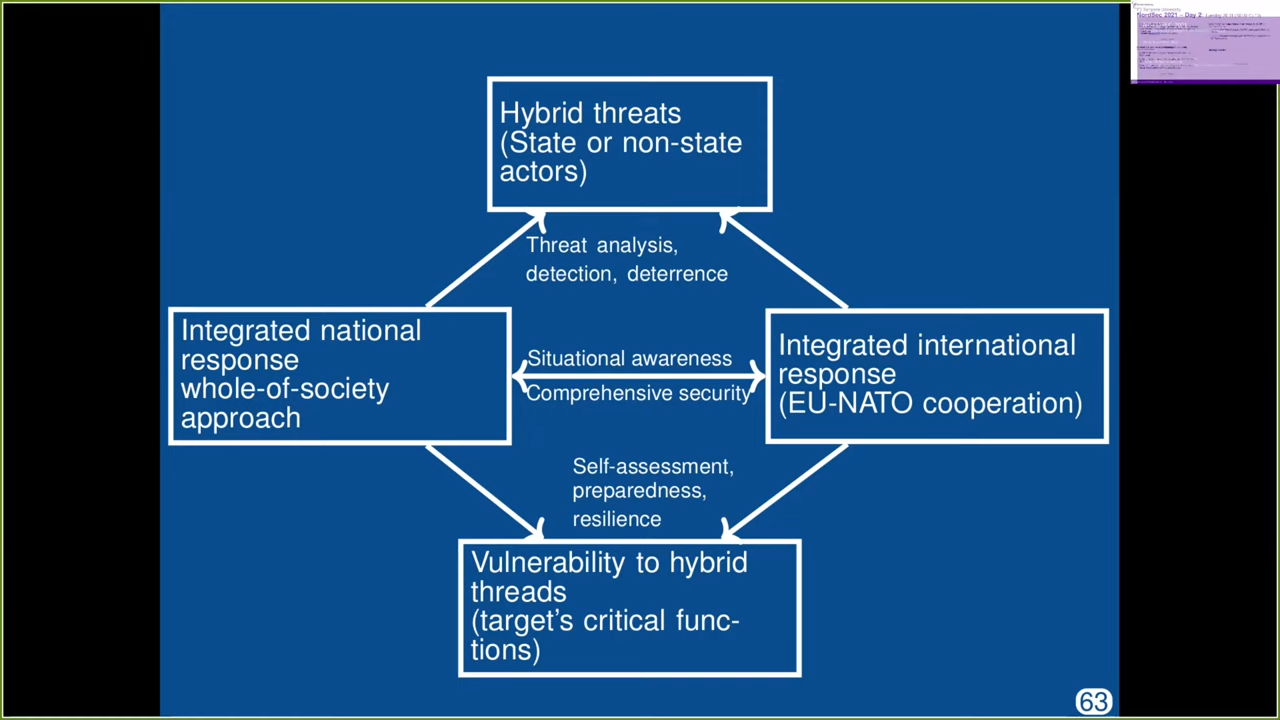 Hybrid threats
(State or non-state
actors)
Threat analysis,
detection, deterrence
Integrated national
response
whole-of-society
approach
Situational awareness
Comprehensive security
Integrated international
response
(EU-NATO cooperation)
Self-assessment,
preparedness,
resilience
Vulnerability to hybrid
threads
(target's critical func-
tions)
63
NordSec 2021 – Day 2